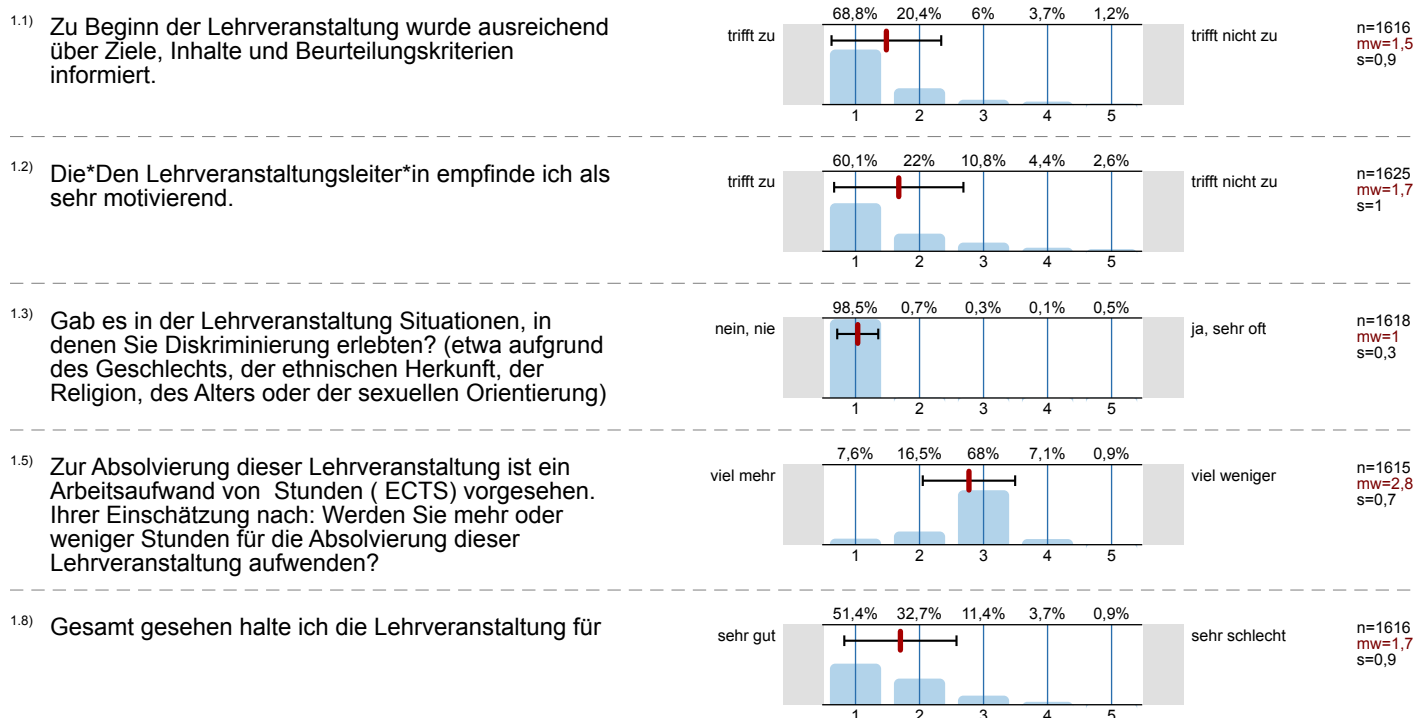 1.1) Zu Beginn der Lehrveranstaltung wurde ausreichend
über Ziele, Inhalte und Beurteilungskriterien
informiert.
68,8% 20,4% 6% 3,7% 1,2%
trifft zu
trifft nicht zu
n=1616
mw=1,5
s=0,9
1 2 3 4 5
1.2) Die*Den Lehrveranstaltungsleiter*in empfinde ich als
sehr motivierend.
60,1% 22% 10,8% 4,4% 2,6%
trifft zu
trifft nicht zu
n=1625
mw=1,7
s=1
1 2 3 4 5
1.3) Gab es in der Lehrveranstaltung Situationen, in
denen Sie Diskriminierung erlebten? (etwa aufgrund
des Geschlechts, der ethnischen Herkunft, der
Religion, des Alters oder der sexuellen Orientierung)
98,5% 0,7% 0,3% 0,1% 0,5%
nein, nie
ja, sehr oft
n=1618
mw=1
s=0,3
1 2 3 4 5
1.5) Zur Absolvierung dieser Lehrveranstaltung ist ein
Arbeitsaufwand von Stunden ( ECTS) vorgesehen.
Ihrer Einschätzung nach: Werden Sie mehr oder
weniger Stunden für die Absolvierung dieser
Lehrveranstaltung aufwenden?
7,6% 16,5% 68% 7,1% 0,9%
viel mehr
viel weniger
n=1615
mw=2,8
s=0,7
1 2 3 4 5
1.8) Gesamt gesehen halte ich die Lehrveranstaltung für
51,4% 32,7% 11,4% 3,7% 0,9%
sehr gut
sehr schlecht
n=1616
mw=1,7
s=0,9
1 2 3 4 5